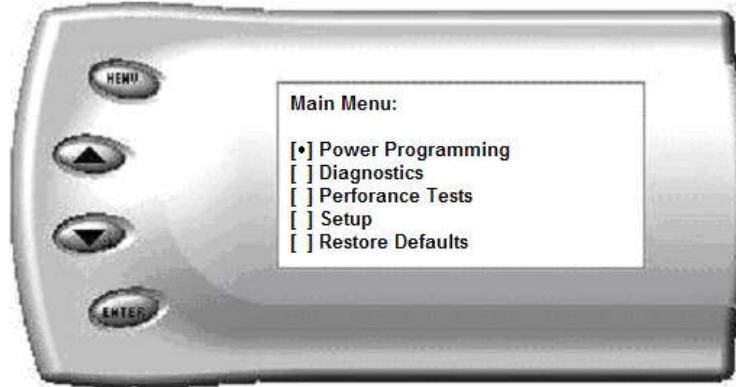 MENU
Main Menu:
[•] Power Programming
[ ] Diagnostics
[ ] Perforance Tests
[ ] Setup
[ ] Restore Defaults
ENTER